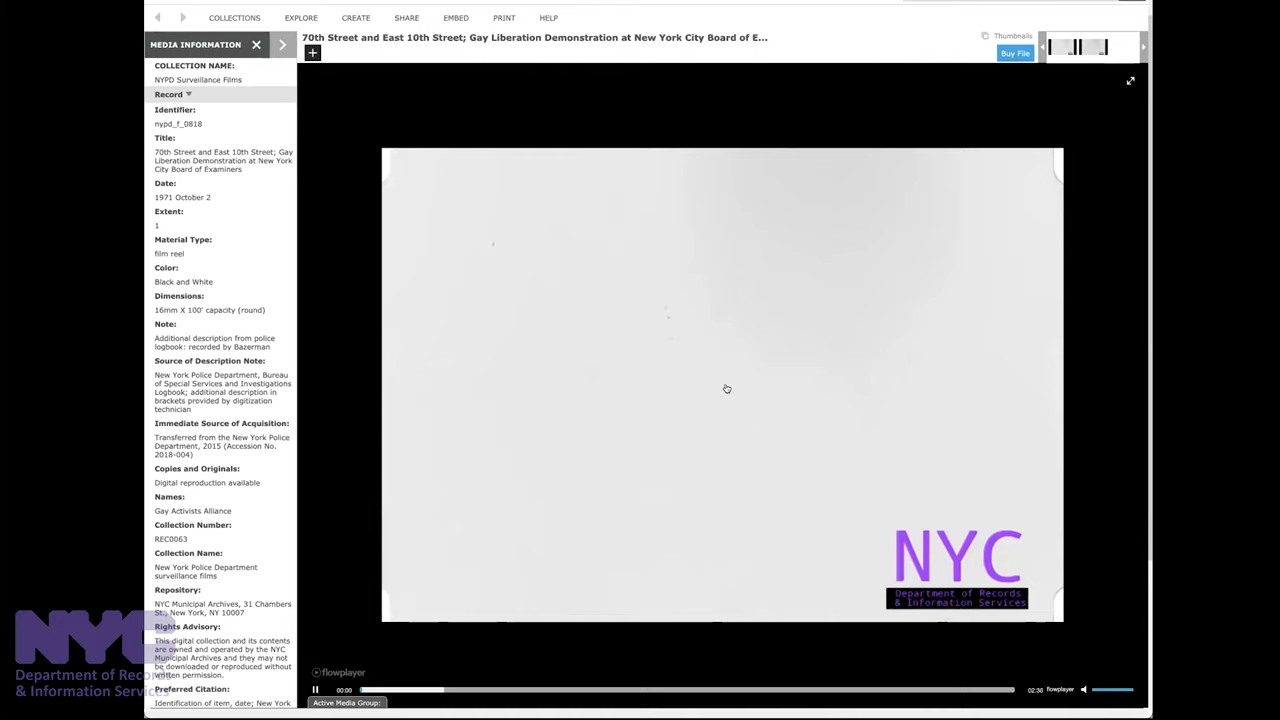 COLLECTIONS EXPLORE CREATE SHARE EMBED PRINT HELP
MEDIA INFORMATION
70th Street and East 10th Street; Gay Liberation Demonstration at New York City Board of E...
Thumbnails
Buy File
COLLECTION NAME:
NYPD Surveillance Films
Record
Identifier:
nypd_f_0818
Title:
70th Street and East 10th Street; Gay
Liberation Demonstration at New York
City Board of Examiners
Date:
1971 October 2
Extent:
1
Material Type:
film reel
Color:
Black and White
Dimensions:
16mm X 100' capacity (round)
Note:
Additional description from police
logbook: recorded by Bazerman
Source of Description Note:
New York Police Department, Bureau
of Special Services and Investigations
Logbook; additional description in
brackets provided by digitization
technician
Immediate Source of Acquisition:
Transferred from the New York Police
Department, 2015 (Accession No.
2018-004)
Copies and Originals:
Digital reproduction available
Names:
Gay Activists Alliance
Collection Number:
REC0063
Collection Name:
New York Police Department
surveillance films
Repository:
NYC Municipal Archives, 31 Chambers
St., New York, NY 10007
Rights Advisory:
This digital collection and its contents
are owned and operated by the NYC
Municipal Archives and they may not
be downloaded or reproduced without
written permission.
Preferred Citation:
Identification of item, date; New York
NYC
Department of Records
& Information Services
flowplayer
00:00
02:36
flowplayer
Active Media Group:
NYC
Department of Records
& Information Services